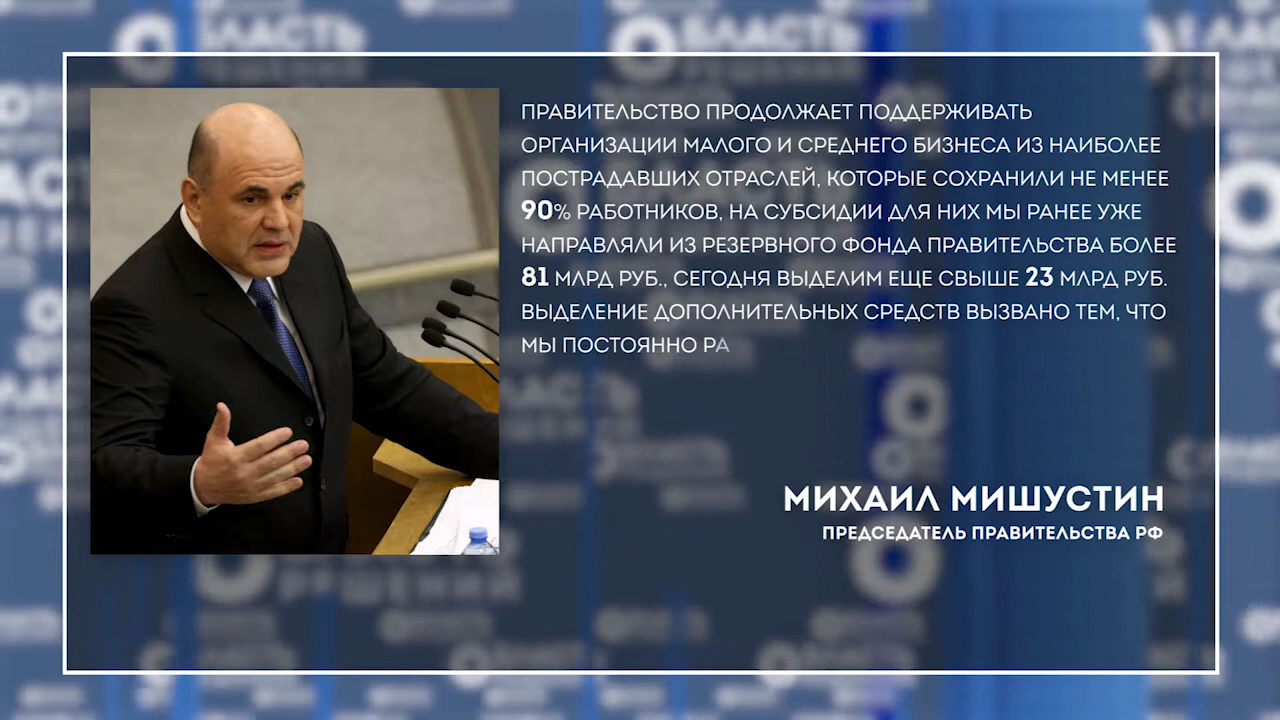 ПРАВИТЕЛЬСТВО ПРОДОЛЖАЕТ ПОДДЕРЖИВАТЬ
ОРГАНИЗАЦИИ МАЛОГО И СРЕДНЕГО БИЗНЕСА ИЗ НАИБОЛЕЕ
ПОСТРАДАВШИХ ОТРАСЛЕЙ, КОТОРЫЕ СОХРАНИЛИ НЕ МЕНЕЕ
90% РАБОТНИКОВ, НА СУБСИДИИ ДЛЯ НИХ МЫ РАНЕЕ УЖЕ
НАПРАВЛЯЛИ ИЗ РЕЗЕРВНОГО ФОНДА ПРАВИТЕЛЬСТВА БОЛЕЕ
81 МЛРД РУБ., СЕГОДНЯ ВЫДЕЛИМ ЕЩЕ СВЫШЕ 23 МЛРД РУБ.
ВЫДЕЛЕНИЕ ДОПОЛНИТЕЛЬНЫХ СРЕДСТВ ВЫЗВАНО ТЕМ, ЧТО
МЫ ПОСТОЯННО РА
МИХАИЛ МИШУСТИН
ПРЕДСЕДАТЕЛЬ ПРАВИТЕЛЬСТВА РФ